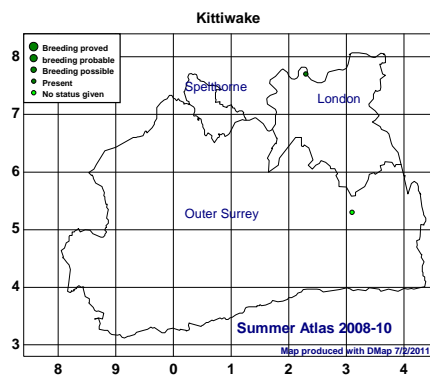 Kittiwake
Breeding proved
breeding probable
Breeding possible
Present
No status given
8
7
6
5
4
3
Spelthorne
London
Outer Surrey
Summer Atlas 2008-10
Map produced with DMap 7/2/2011
8 9 0 1 2 3 4